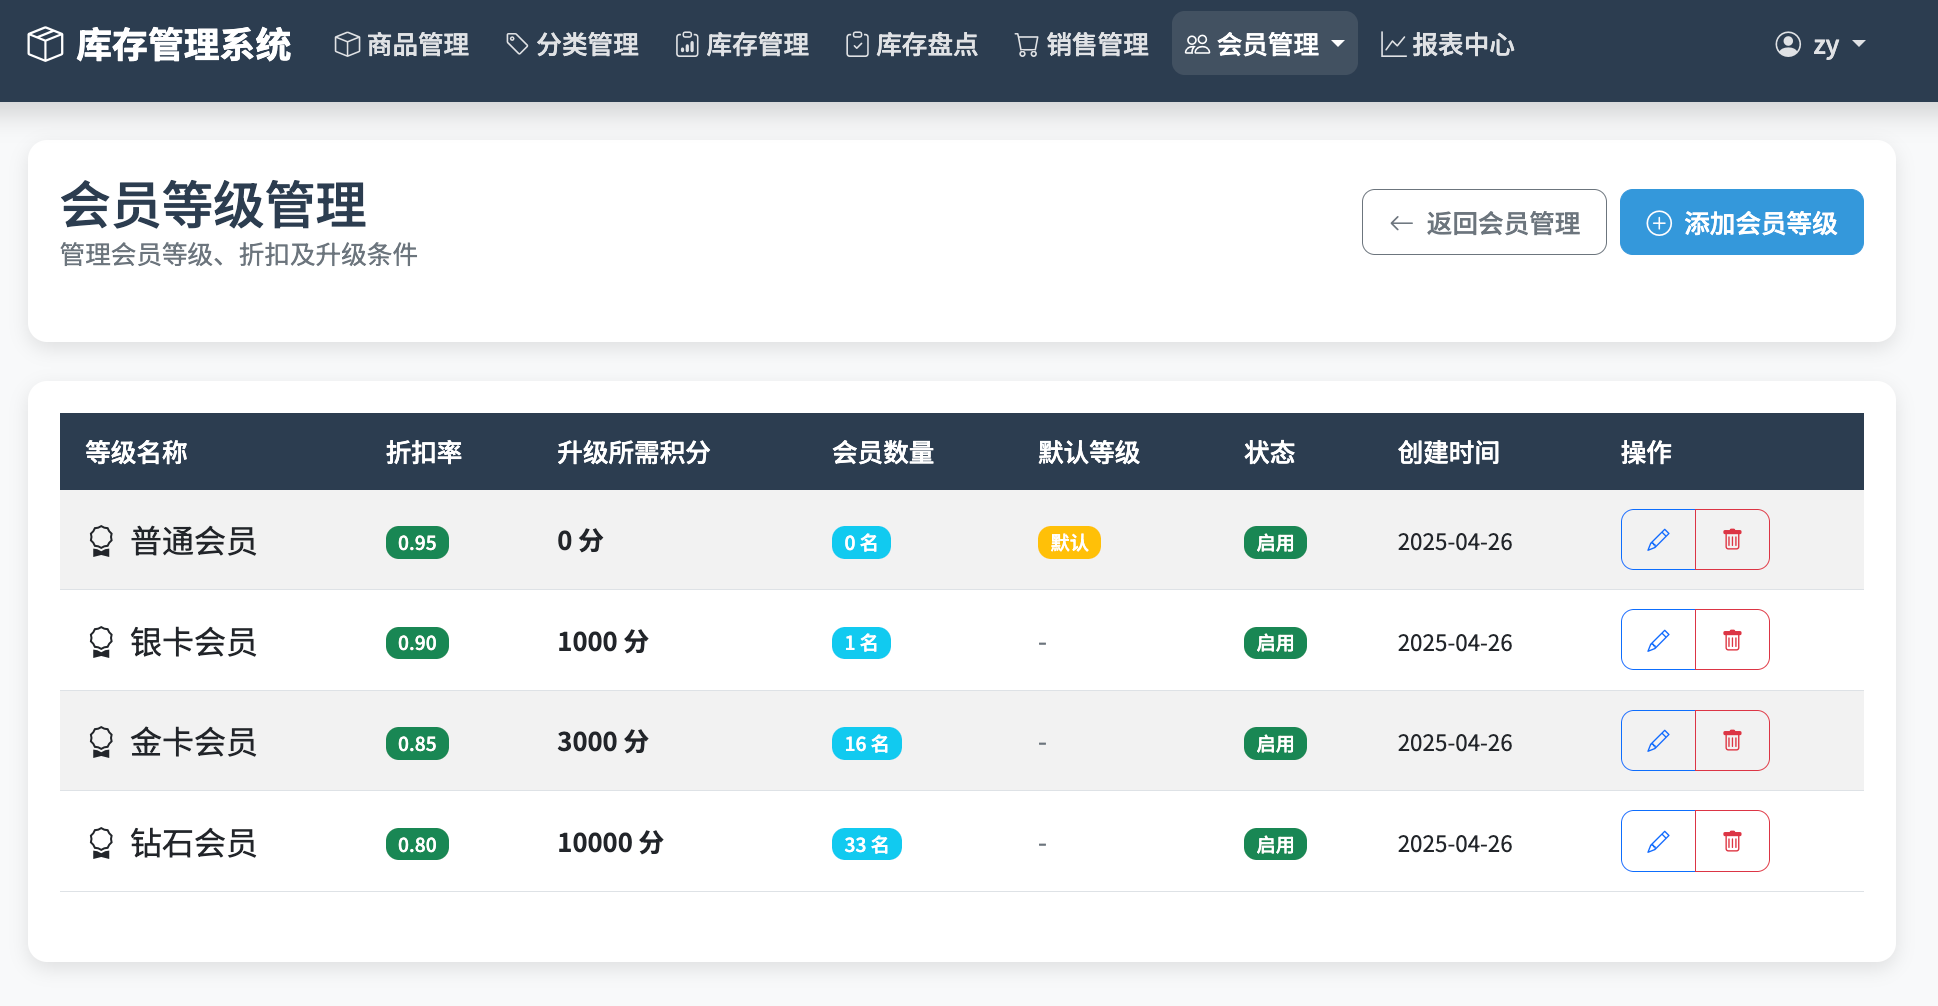 库存管理系统 商品管理 分类管理 库存管理 库存盘点 销售管理 会员管理 报表中心 zy
会员等级管理
管理会员等级、折扣及升级条件
返回会员管理 添加会员等级
等级名称 折扣率 升级所需积分 会员数量 默认等级 状态 创建时间 操作
普通会员 0.95 0 分 0 名 默认 启用 2025-04-26
银卡会员 0.90 1000 分 1 名 - 启用 2025-04-26
金卡会员 0.85 3000 分 16 名 - 启用 2025-04-26
钻石会员 0.80 10000 分 33 名 - 启用 2025-04-26